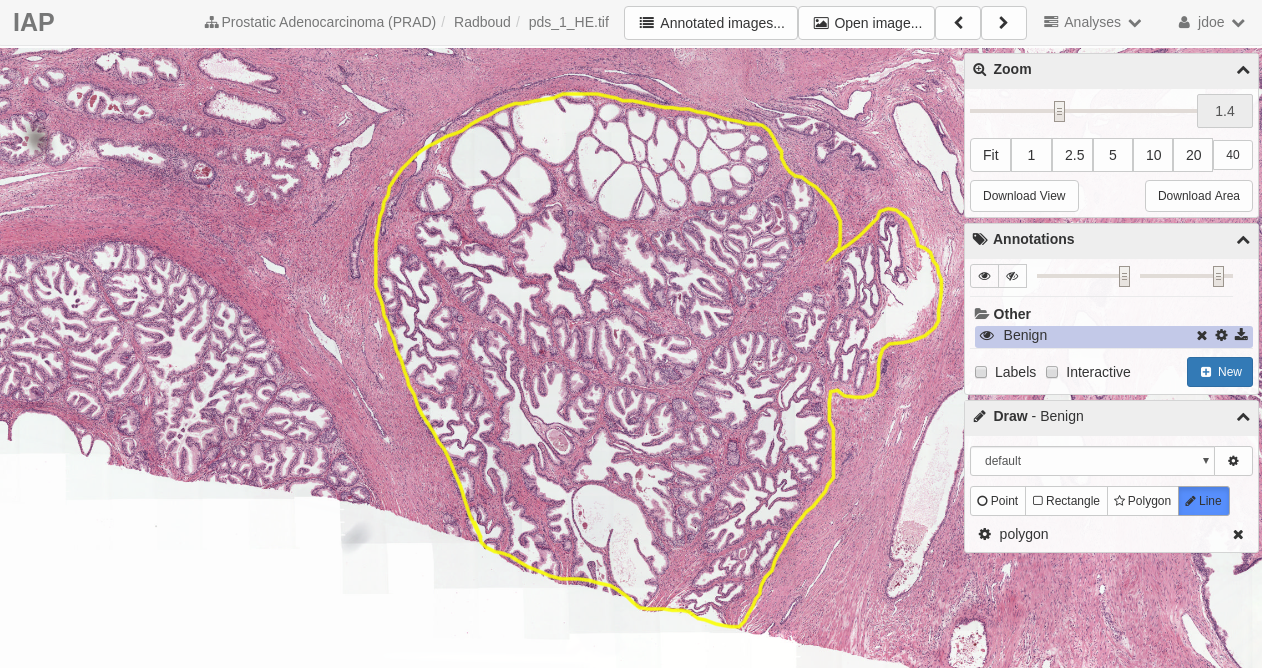 IAP Prostatic Adenocarcinoma (PRAD) / Radboud / pds_1_HE.tif Annotated images... Open image... Analyses jdoe
Zoom
1.4
Fit 1 2.5 5 10 20 40
Download View Download Area
Annotations
Other
Benign
Labels Interactive New
Draw - Benign
default
Point Rectangle Polygon Line
polygon